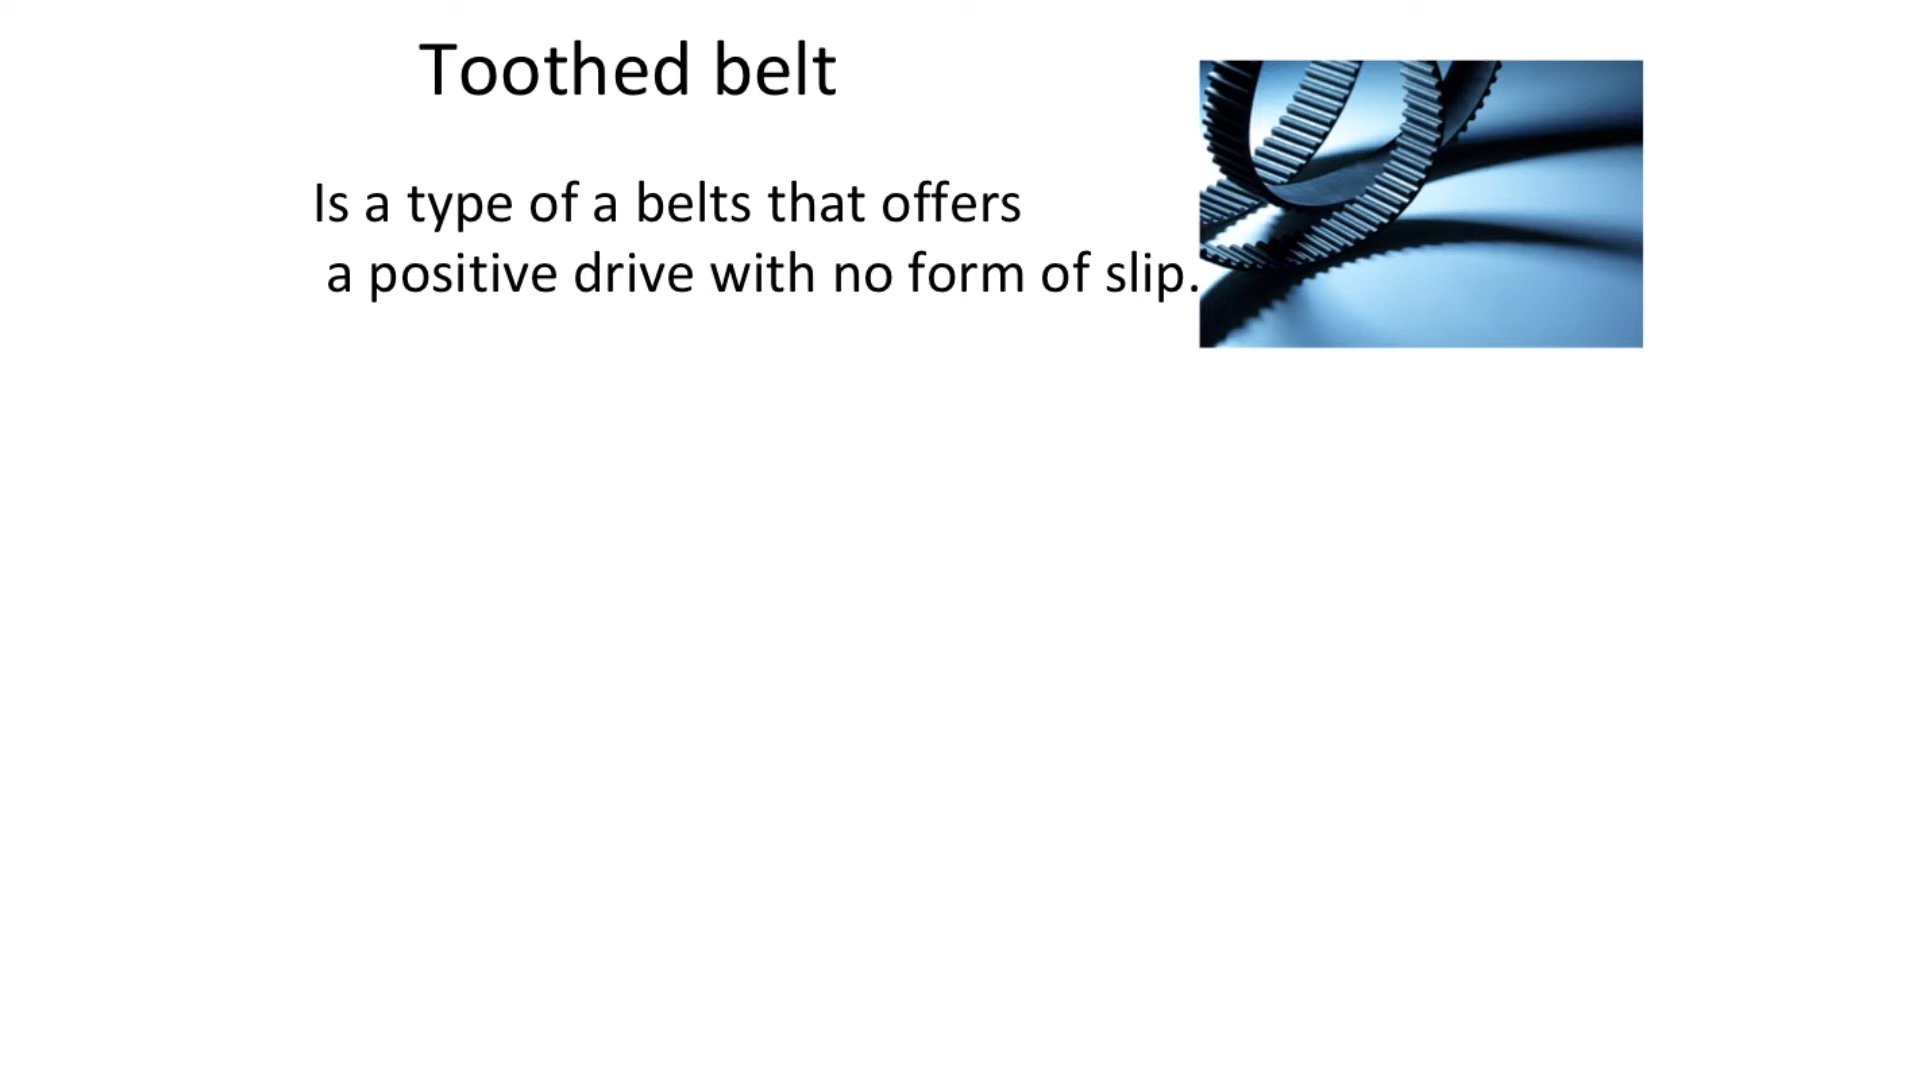 Toothed belt
Is a type of a belts that offers
a positive drive with no form of slip.